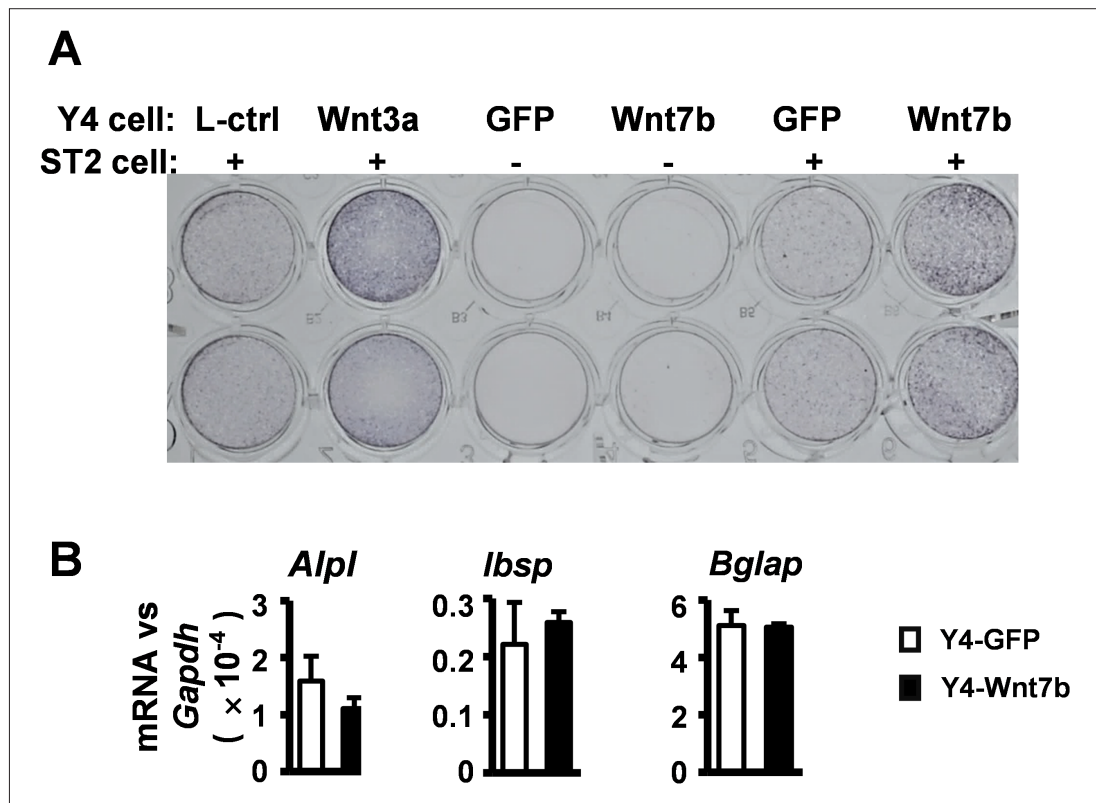 A
Y4 cell: L-ctrl Wnt3a GFP Wnt7b GFP Wnt7b
ST2 cell: + + - - + +
B
Alpl Ibsp Bglap
mRNA vs
Gapdh
( × 10-4 )
3
2
1
0
0.3
0.2
0.1
0
6
4
2
0
Y4-GFP
Y4-Wnt7b